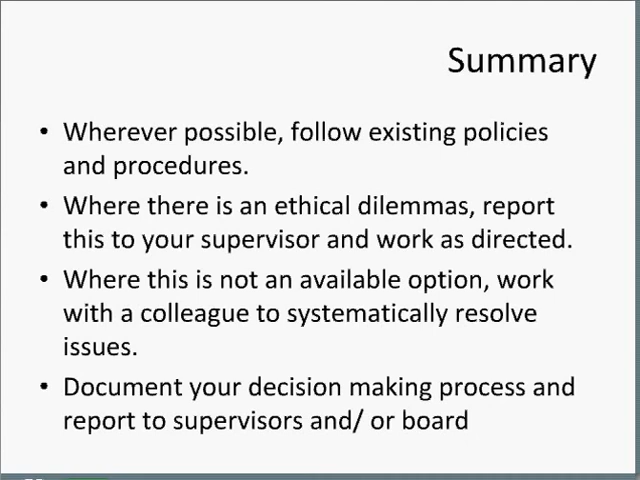 Summary
• Wherever possible, follow existing policies
and procedures.
• Where there is an ethical dilemmas, report
this to your supervisor and work as directed.
• Where this is not an available option, work
with a colleague to systematically resolve
issues.
• Document your decision making process and
report to supervisors and/ or board